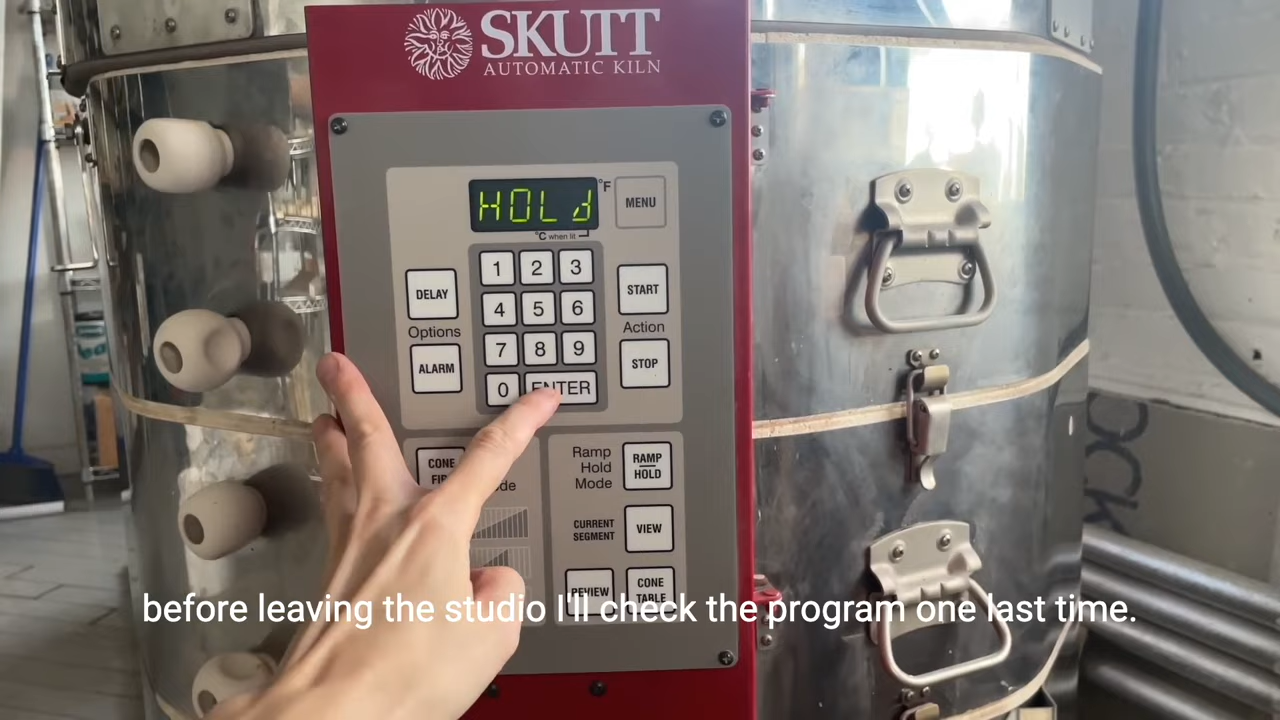 SKUTT
AUTOMATIC KILN
HOLd
°F
MENU
°C when lit
1 2 3
DELAY
START
4 5 6
Options
Action
7 8 9
ALARM
STOP
0 ENTER
CONE
Ramp
Hold
Mode
RAMP
HOLD
CURRENT
SEGMENT
VIEW
REVIEW
CONE
TABLE
before leaving the studio I'll check the program one last time.